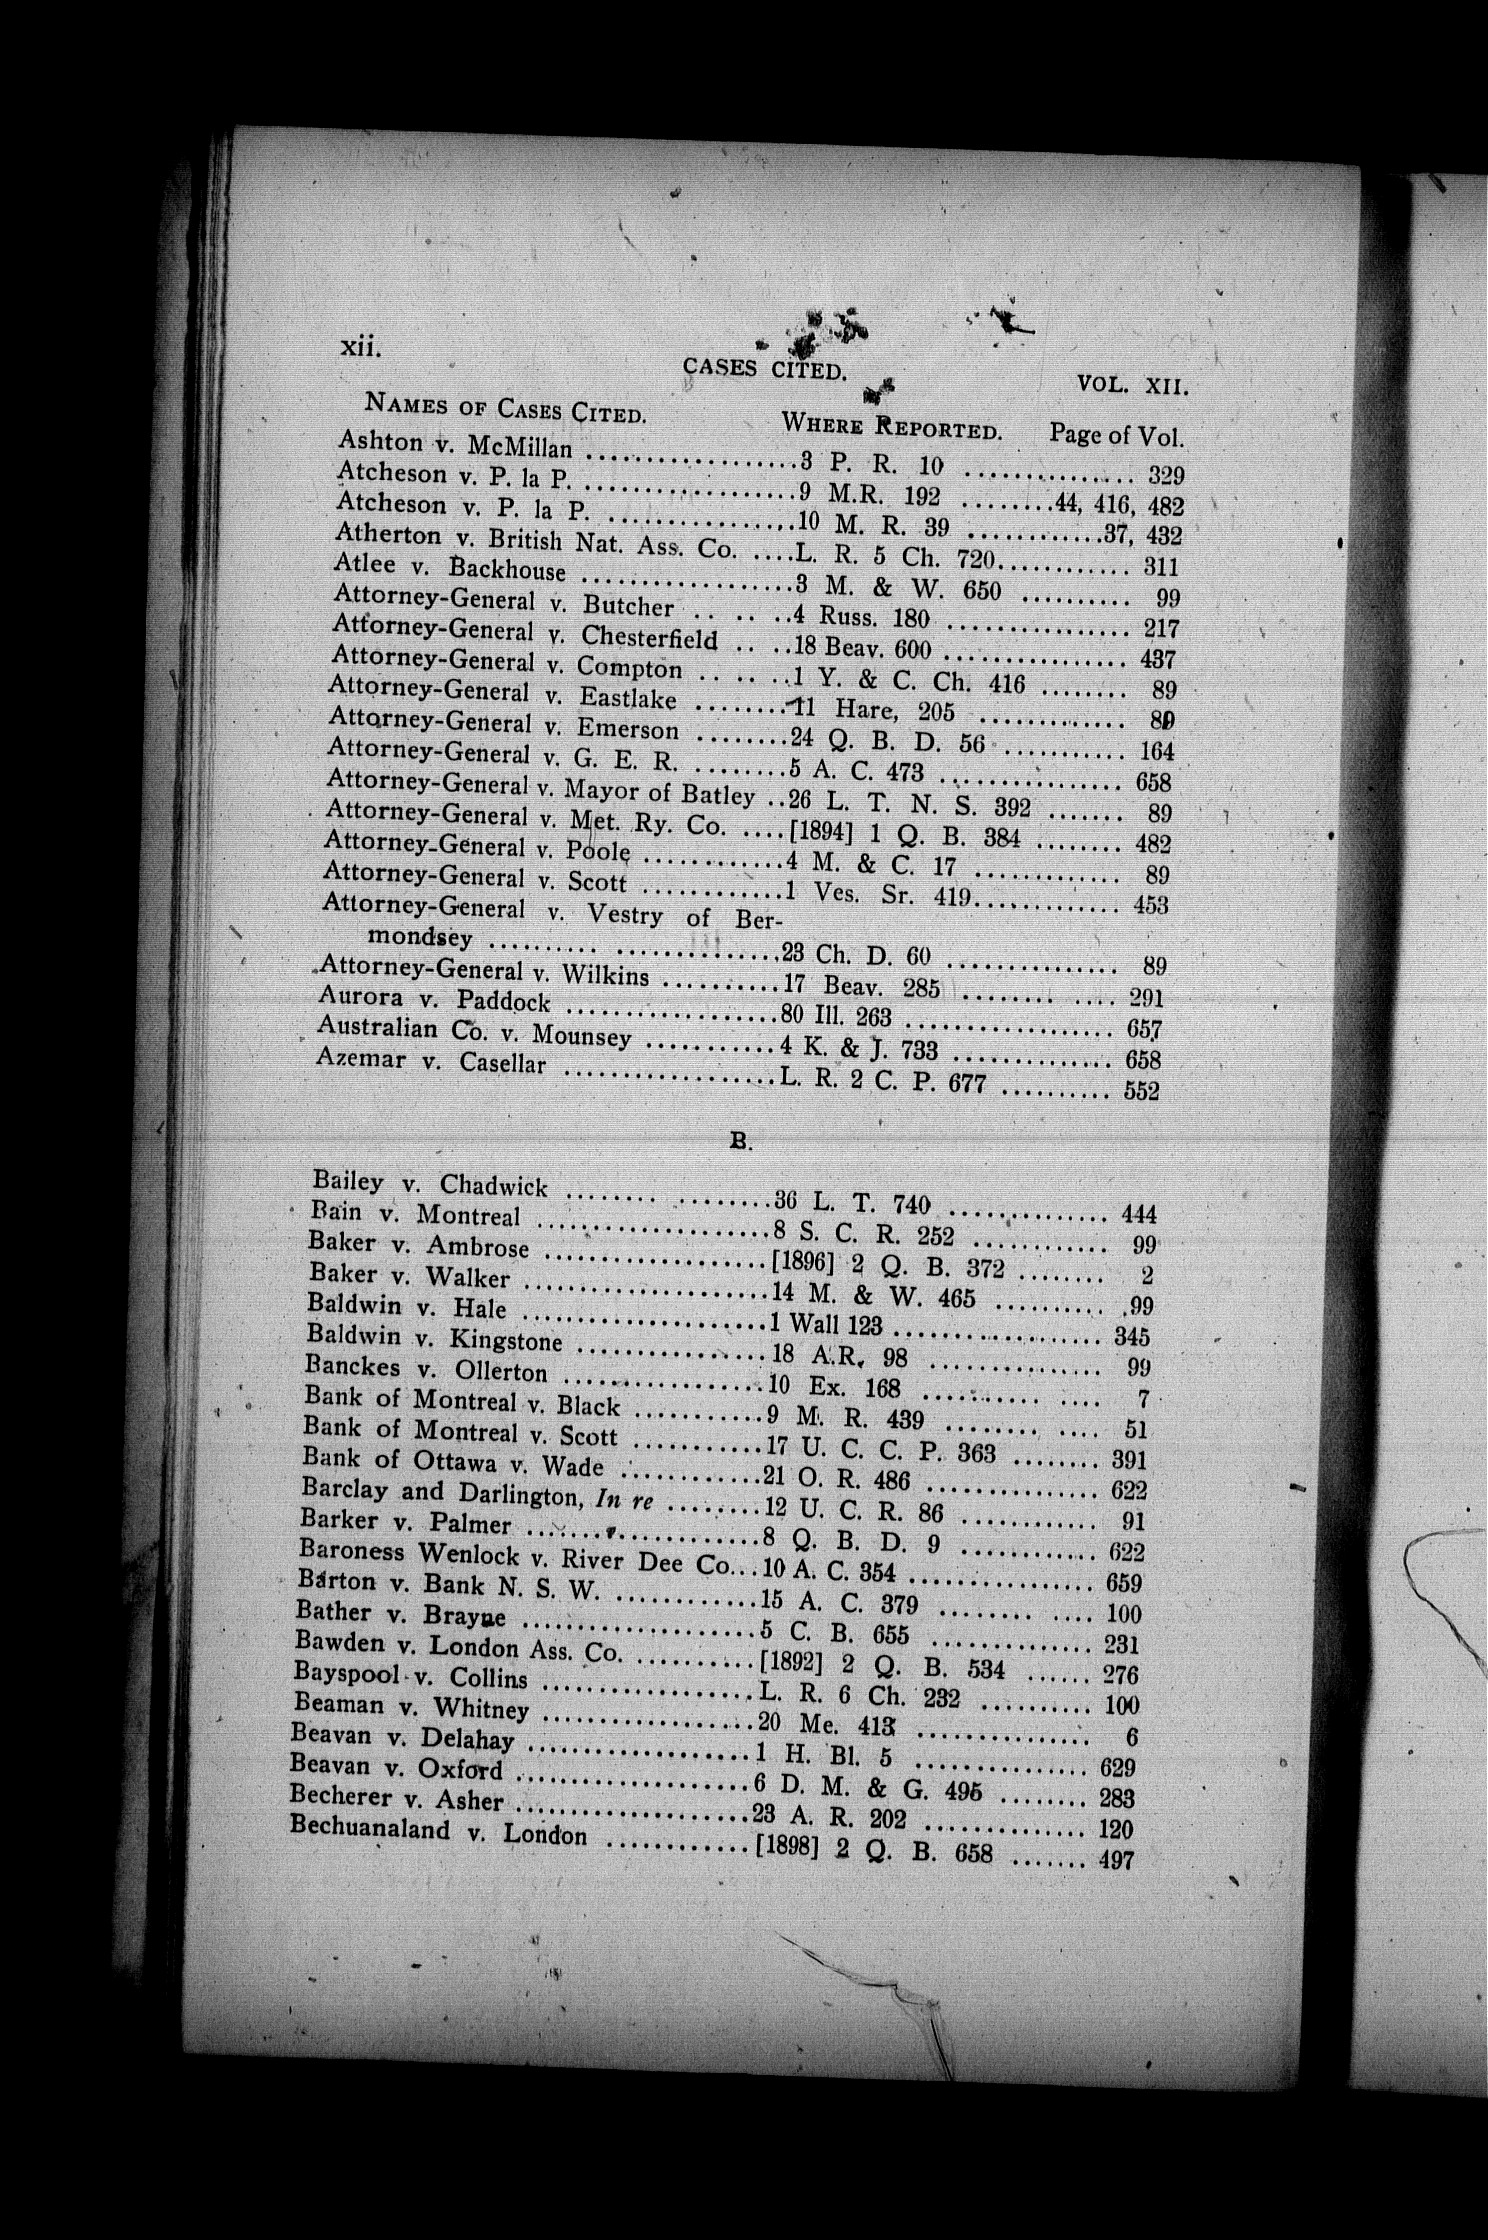 xii. CASES CITED. VOL. XII.
NAMES OF CASES CITED. WHERE REPORTED. Page of Vol.
Ashton v. McMillan ..................3 P. R. 10 ............... 329
Atcheson v. P. la P. ...................9 M.R. 192 ........44, 416, 482
Atcheson v. P. la P. .................10 M. R. 39 ............37, 432
Atherton v. British Nat. Ass. Co. ....L. R. 5 Ch. 720............ 311
Atlee v. Backhouse ...................3 M. & W. 650 .......... 99
Attorney-General v. Butcher .. .. ..4 Russ. 180 ................ 217
Attorney-General v. Chesterfield .. ..18 Beav. 600 ................ 437
Attorney-General v. Compton .. .. ..1 Y. & C. Ch. 416 ........ 89
Attorney-General v. Eastlake ........11 Hare, 205 ............. 89
Attorney-General v. Emerson ........24 Q. B. D. 56 ........... 164
Attorney-General v. G. E. R. ........5 A. C. 473 ................ 658
Attorney-General v. Mayor of Batley ..26 L. T. N. S. 392 ....... 89
Attorney-General v. Met. Ry. Co. ....[1894] 1 Q. B. 384 ........ 482
Attorney-General v. Poole ............4 M. & C. 17 ............. 89
Attorney-General v. Scott ............1 Ves. Sr. 419............. 453
Attorney-General v. Vestry of Ber-
mondsey .......... ...............23 Ch. D. 60 ............... 89
Attorney-General v. Wilkins ..........17 Beav. 285 ........ .... 291
Aurora v. Paddock ...................80 Ill. 263 ................... 657
Australian Co. v. Mounsey ............4 K. & J. 733 .............. 658
Azemar v. Casellar ...................L. R. 2 C. P. 677 .......... 552
B.
Bailey v. Chadwick ........ ........36 L. T. 740 .............. 444
Bain v. Montreal .....................8 S. C. R. 252 ............ 99
Baker v. Ambrose ....................[1896] 2 Q. B. 372 ........ 2
Baker v. Walker ......................14 M. & W. 465 .......... 99
Baldwin v. Hale ......................1 Wall 123 ................... 345
Baldwin v. Kingstone .................18 A.R. 98 ................ 99
Banckes v. Ollerton ..................10 Ex. 168 ........... .... 7
Bank of Montreal v. Black ............9 M. R. 439 ........ .... 51
Bank of Montreal v. Scott ............17 U. C. C. P. 363 ........ 391
Bank of Ottawa v. Wade .............21 O. R. 486 ................ 622
Barclay and Darlington, In re .........12 U. C. R. 86 ............ 91
Barker v. Palmer .....................8 Q. B. D. 9 ............. 622
Baroness Wenlock v. River Dee Co...10 A. C. 354 ................. 659
Barton v. Bank N. S. W. .............15 A. C. 379 ........ .... 100
Bather v. Brayne .....................5 C. B. 655 .............. 231
Bawden v. London Ass. Co. ...........[1892] 2 Q. B. 534 ...... 276
Bayspool v. Collins ...................L. R. 6 Ch. 232 .......... 100
Beaman v. Whitney ...................20 Me. 413 ................ 6
Beavan v. Delahay ....................1 H. Bl. 5 ................ 629
Beavan v. Oxford .....................6 D. M. & G. 495 ........ 283
Becherer v. Asher .....................23 A. R. 202 .............. 120
Bechuanaland v. London .............[1898] 2 Q. B. 658 ....... 497